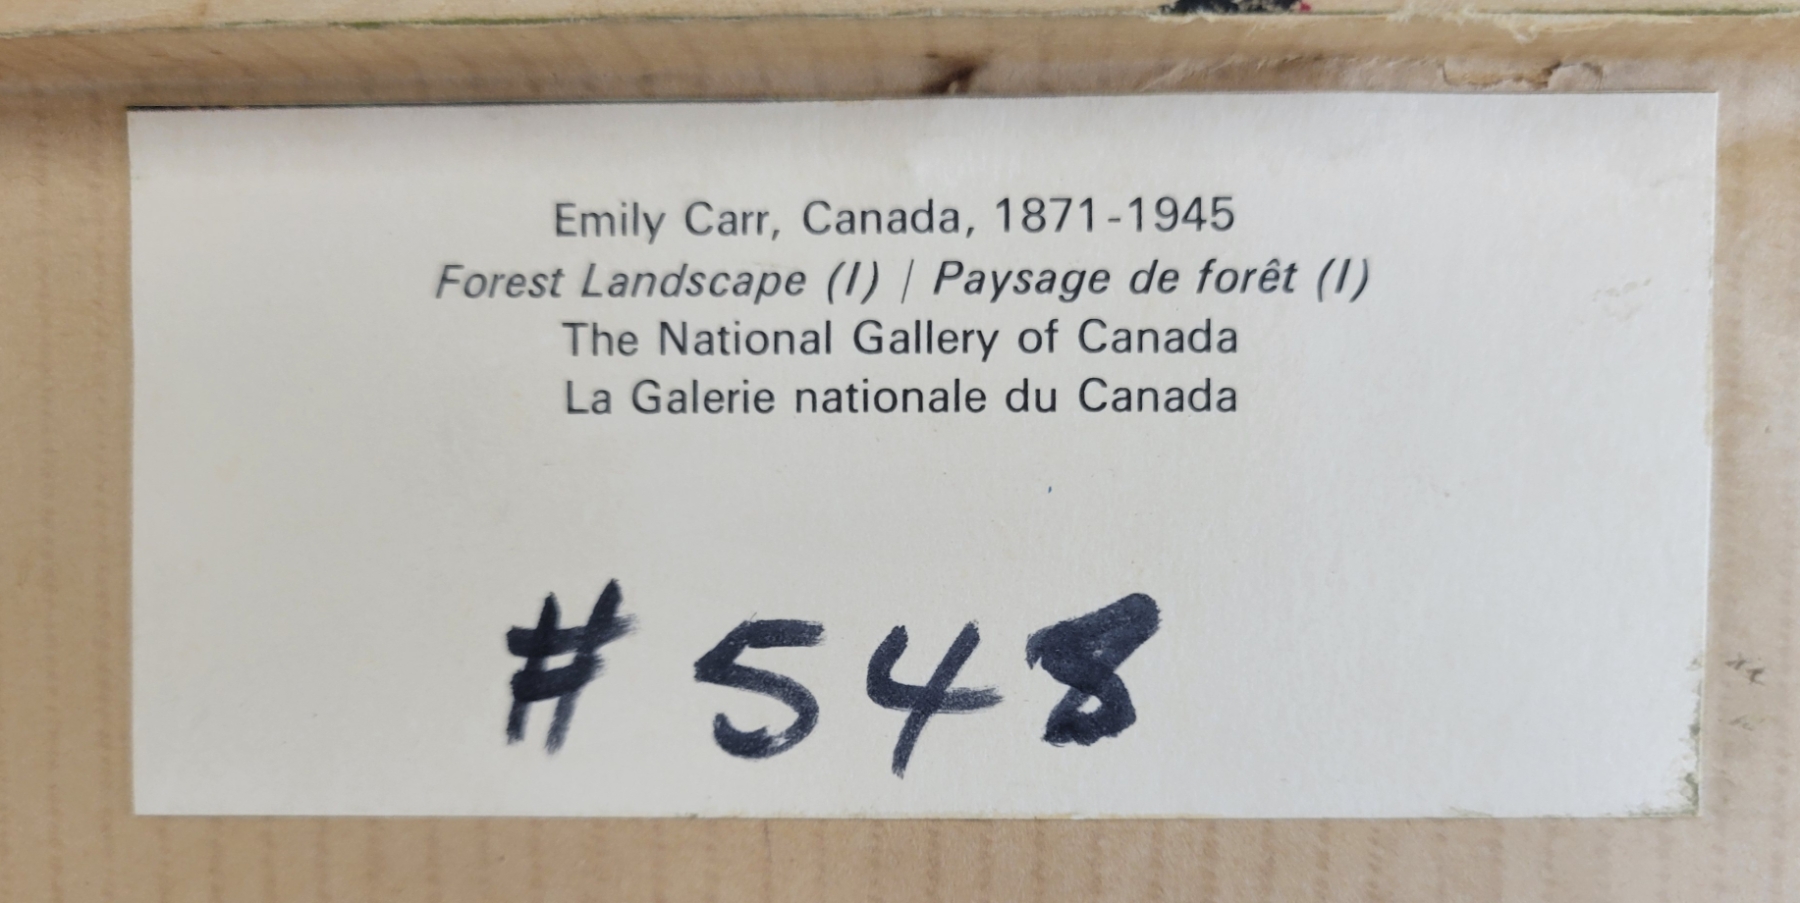 Emily Carr, Canada, 1871-1945
Forest Landscape (I) / Paysage de forêt (I)
The National Gallery of Canada
La Galerie nationale du Canada
# 548